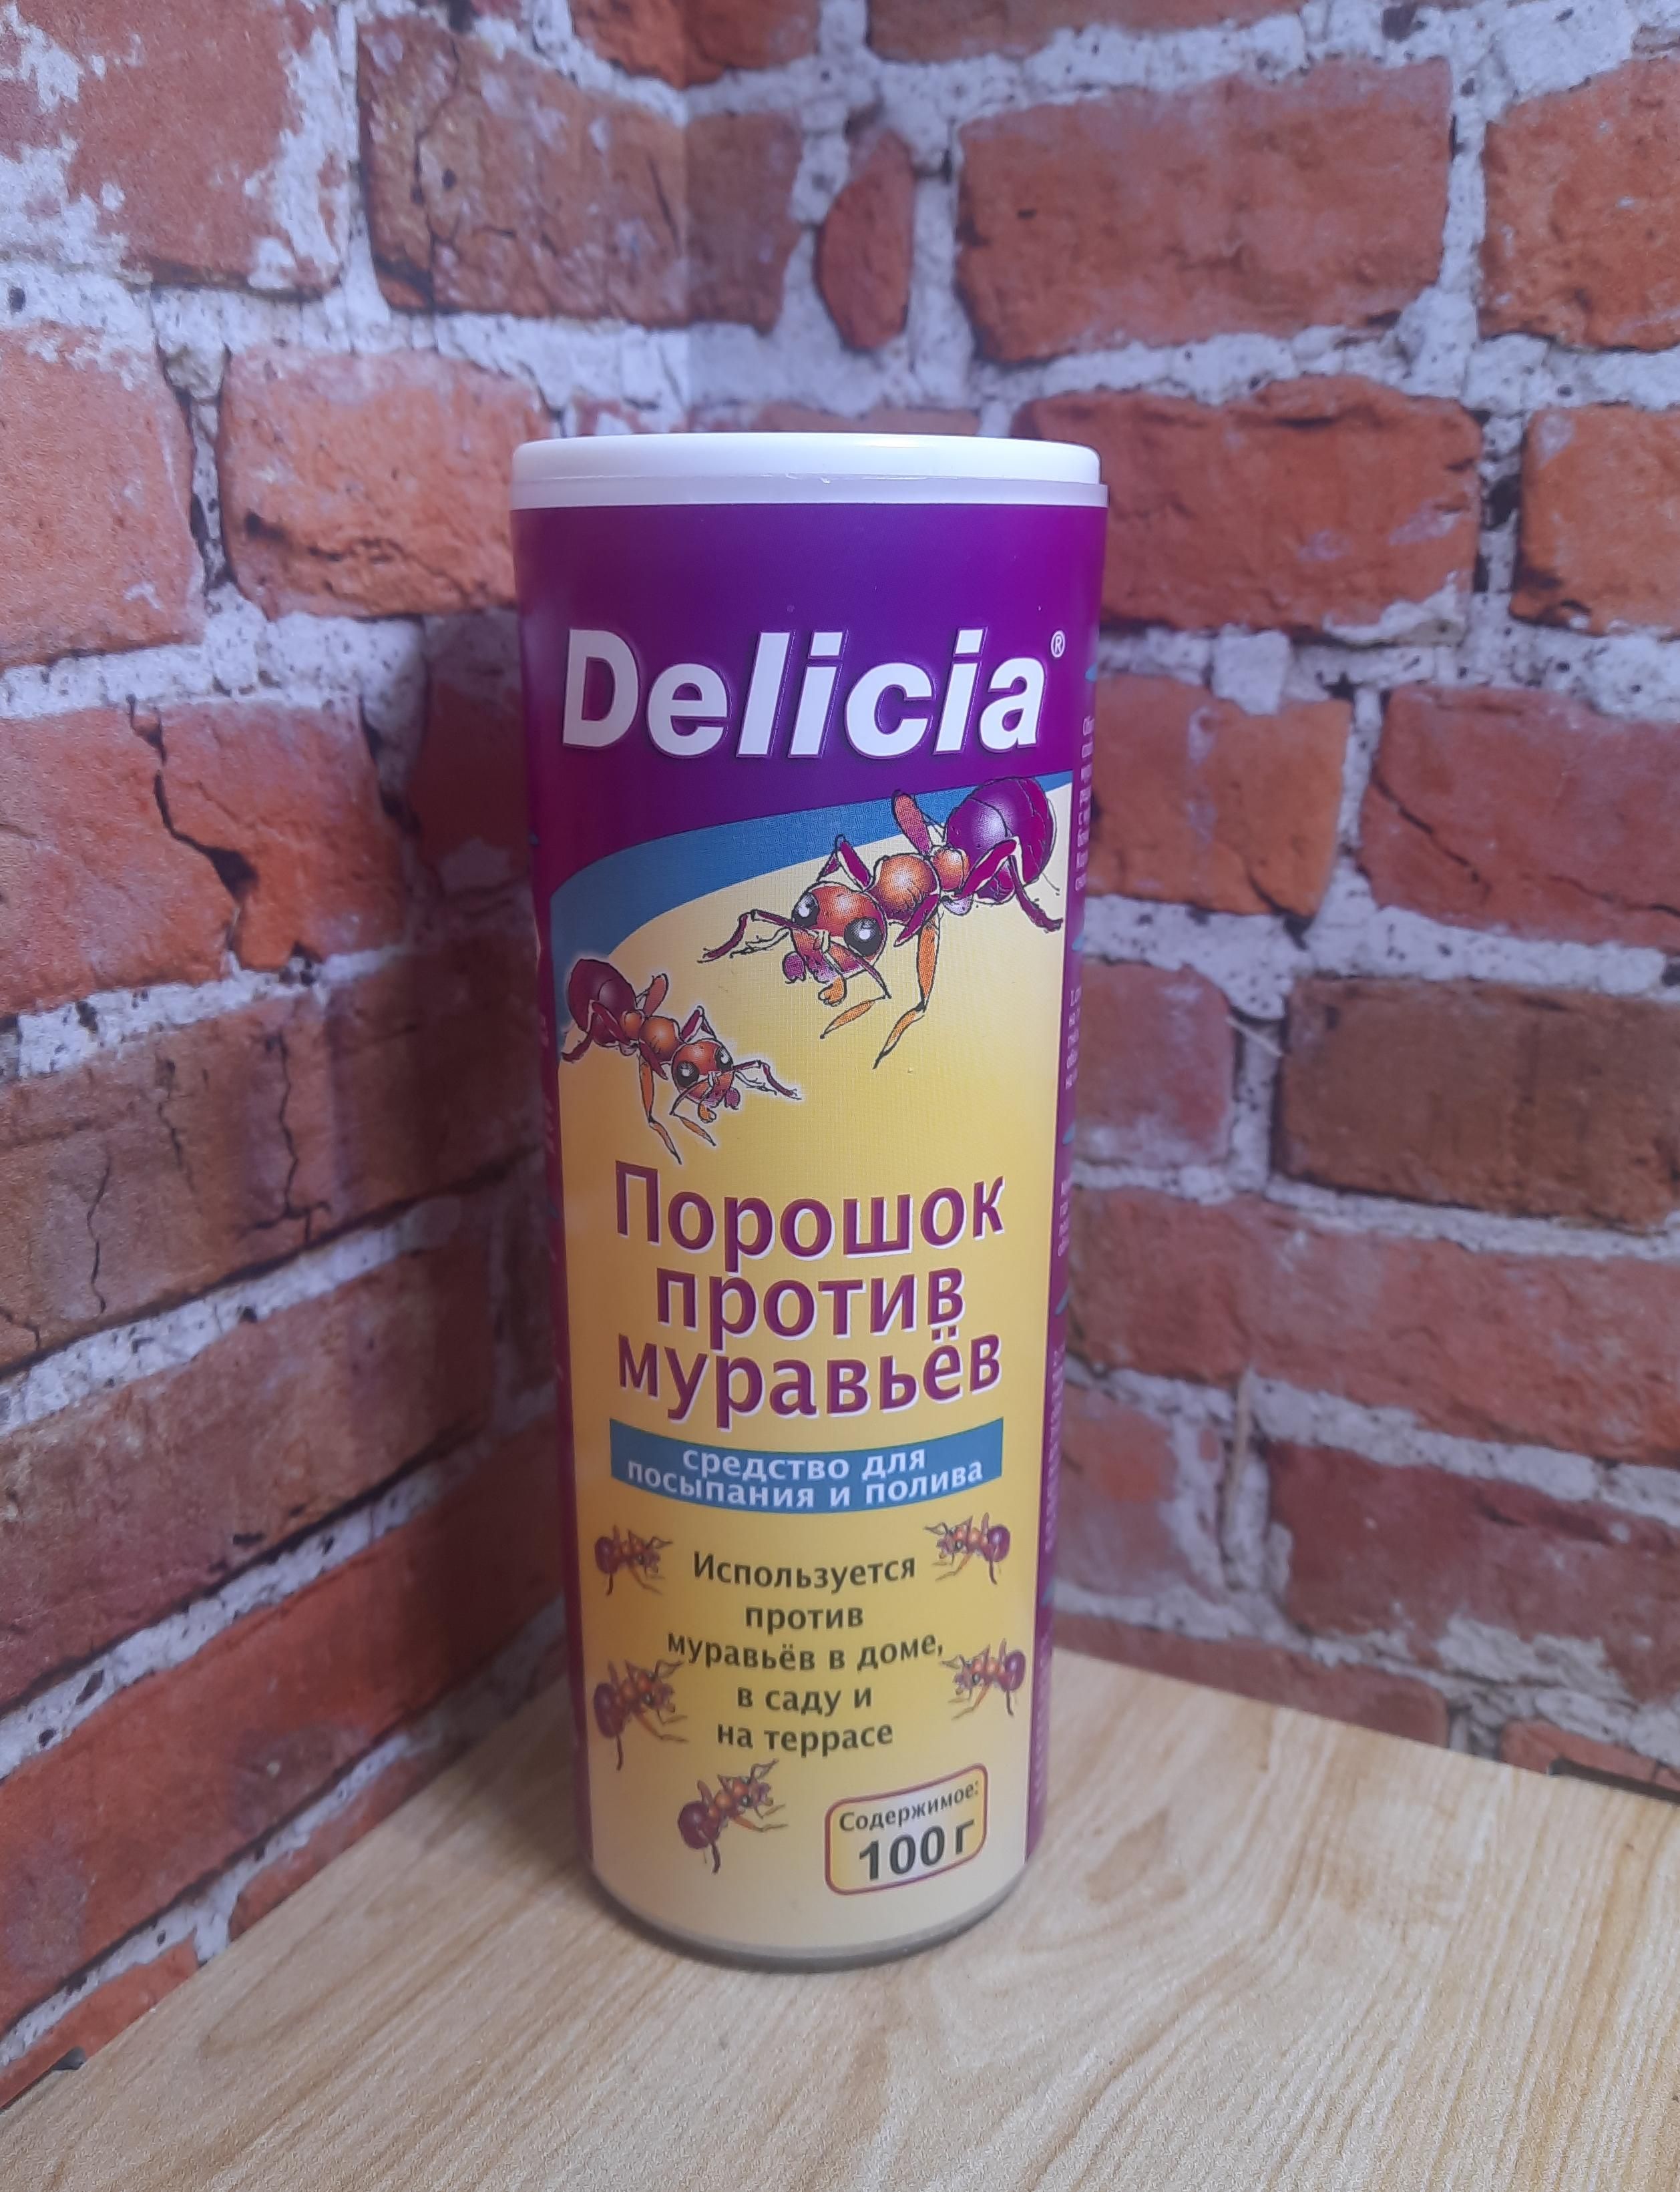 Delicia®
Порошок
против
муравьёв
средство для
посыпания и полива
Используется
против
муравьёв в доме,
в саду и
на террасе
Содержимое:
100 г